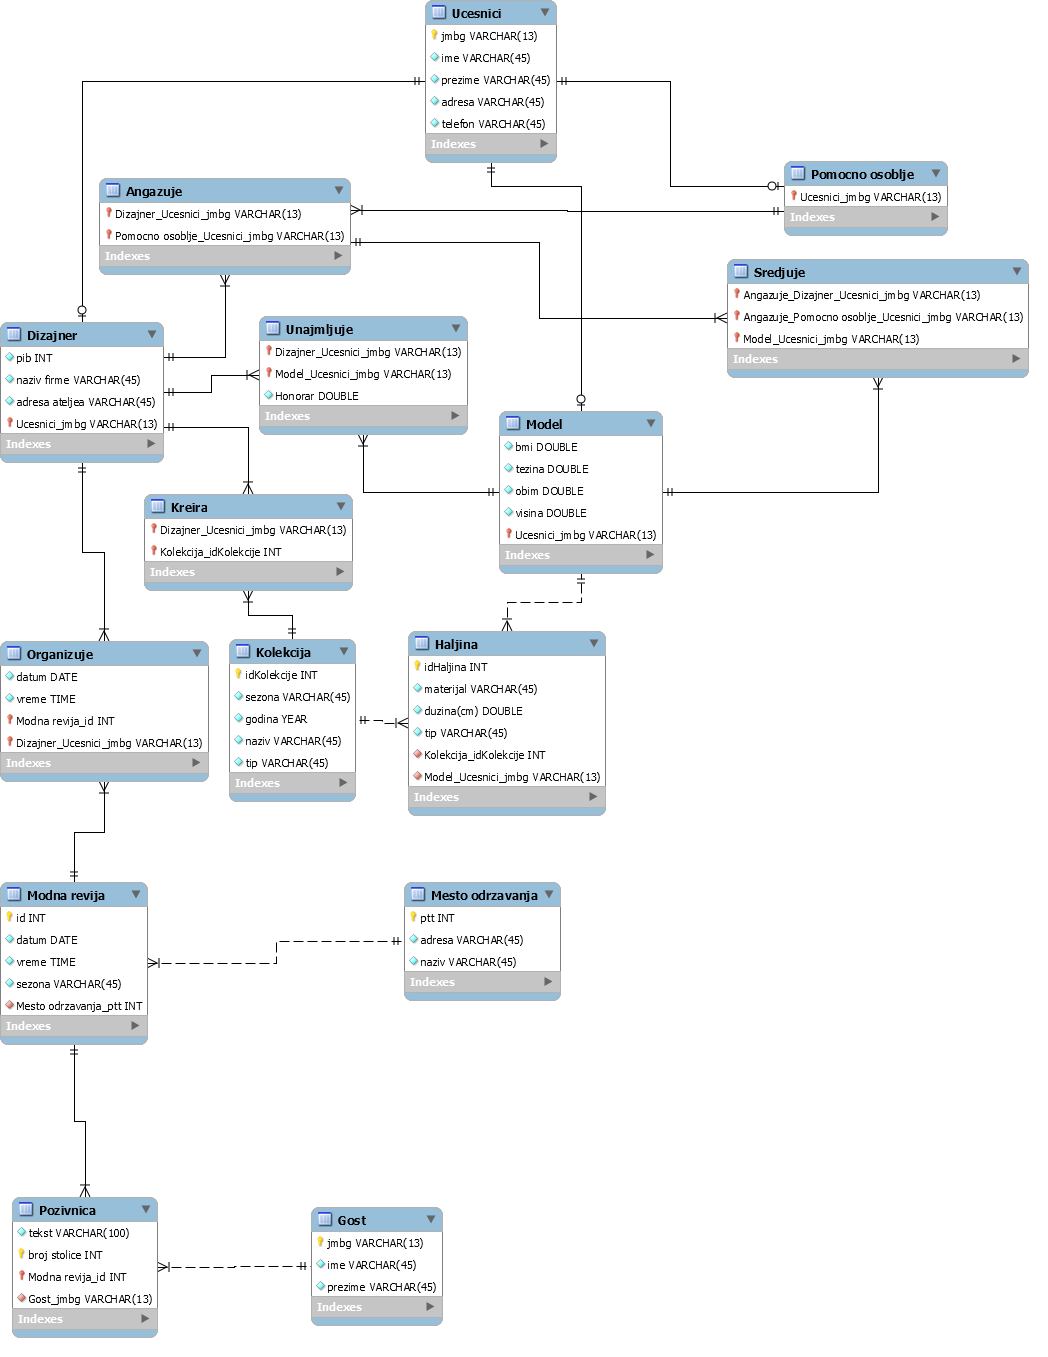 Ucesnici
jmbg VARCHAR(13)
ime VARCHAR(45)
prezime VARCHAR(45)
adresa VARCHAR(45)
telefon VARCHAR(45)
Indexes
Pomocno osoblje
Ucesnici_jmbg VARCHAR(13)
Indexes
Angazuje
Dizajner_Ucesnici_jmbg VARCHAR(13)
Pomocno osoblje_Ucesnici_jmbg VARCHAR(13)
Indexes
Sredjuje
Angazuje_Dizajner_Ucesnici_jmbg VARCHAR(13)
Angazuje_Pomocno osoblje_Ucesnici_jmbg VARCHAR(13)
Model_Ucesnici_jmbg VARCHAR(13)
Indexes
Dizajner
pib INT
naziv firme VARCHAR(45)
adresa ateljea VARCHAR(45)
Ucesnici_jmbg VARCHAR(13)
Indexes
Unajmljuje
Dizajner_Ucesnici_jmbg VARCHAR(13)
Model_Ucesnici_jmbg VARCHAR(13)
Honorar DOUBLE
Indexes
Model
bmi DOUBLE
tezina DOUBLE
obim DOUBLE
visina DOUBLE
Ucesnici_jmbg VARCHAR(13)
Indexes
Kreira
Dizajner_Ucesnici_jmbg VARCHAR(13)
Kolekcija_idKolekcije INT
Indexes
Organizuje
datum DATE
vreme TIME
Modna revija_id INT
Dizajner_Ucesnici_jmbg VARCHAR(13)
Indexes
Kolekcija
idKolekcije INT
sezona VARCHAR(45)
godina YEAR
naziv VARCHAR(45)
tip VARCHAR(45)
Indexes
Haljina
idHaljina INT
materijal VARCHAR(45)
duzina(cm) DOUBLE
tip VARCHAR(45)
Kolekcija_idKolekcije INT
Model_Ucesnici_jmbg VARCHAR(13)
Indexes
Modna revija
id INT
datum DATE
vreme TIME
sezona VARCHAR(45)
Mesto odrzavanja_ptt INT
Indexes
Mesto odrzavanja
ptt INT
adresa VARCHAR(45)
naziv VARCHAR(45)
Indexes
Pozivnica
tekst VARCHAR(100)
broj stolice INT
Modna revija_id INT
Gost_jmbg VARCHAR(13)
Indexes
Gost
jmbg VARCHAR(13)
ime VARCHAR(45)
prezime VARCHAR(45)
Indexes